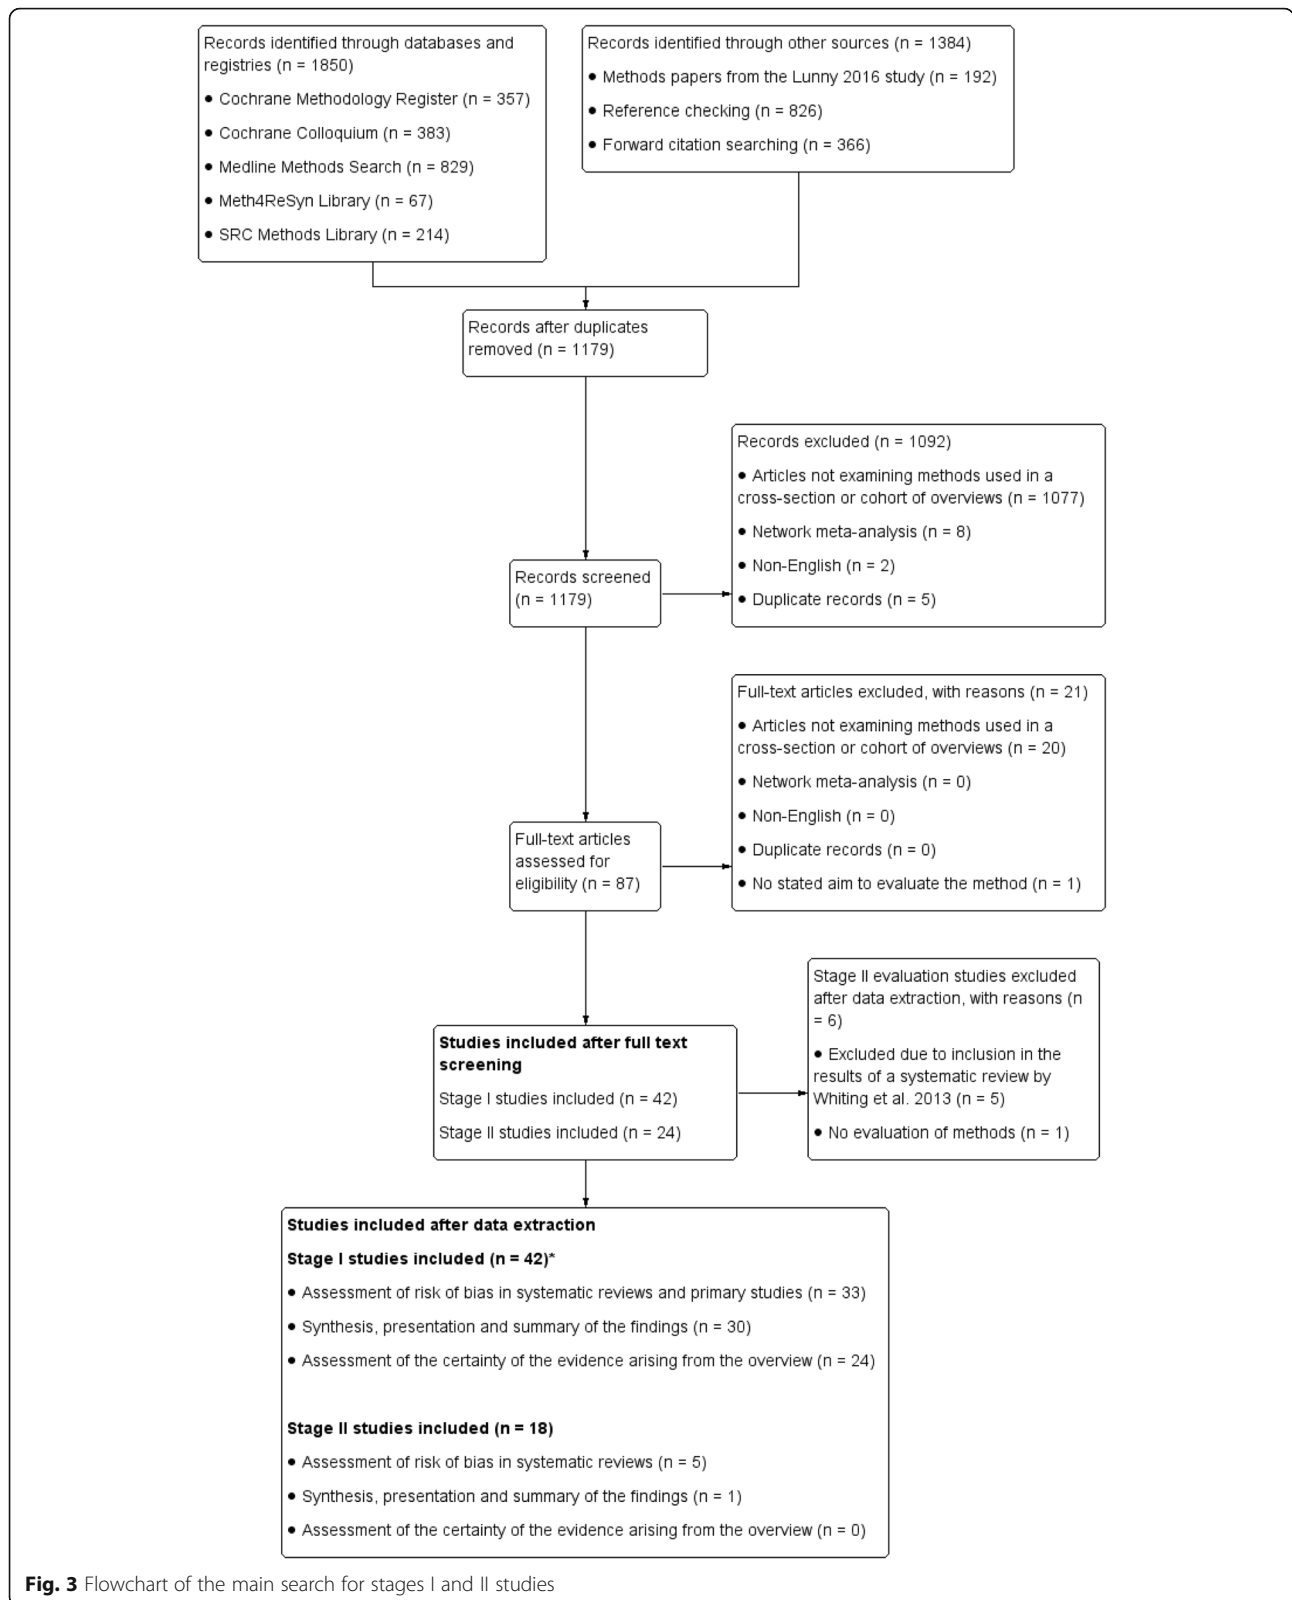 Records identified through databases and
registries (n = 1850)
● Cochrane Methodology Register (n = 357)
● Cochrane Colloquium (n = 383)
● Medline Methods Search (n = 829)
● Meth4ReSyn Library (n = 67)
● SRC Methods Library (n = 214)
Records identified through other sources (n = 1384)
● Methods papers from the Lunny 2016 study (n = 192)
● Reference checking (n = 826)
● Forward citation searching (n = 366)
Records after duplicates
removed (n = 1179)
Records excluded (n = 1092)
● Articles not examining methods used in a
cross-section or cohort of overviews (n = 1077)
● Network meta-analysis (n = 8)
● Non-English (n = 2)
● Duplicate records (n = 5)
Records screened
(n = 1179)
Full-text articles excluded, with reasons (n = 21)
● Articles not examining methods used in a
cross-section or cohort of overviews (n = 20)
● Network meta-analysis (n = 0)
● Non-English (n = 0)
● Duplicate records (n = 0)
● No stated aim to evaluate the method (n = 1)
Full-text articles
assessed for
eligibility (n = 87)
Stage II evaluation studies excluded
after data extraction, with reasons (n
= 6)
● Excluded due to inclusion in the
results of a systematic review by
Whiting et al. 2013 (n = 5)
● No evaluation of methods (n = 1)
Studies included after full text
screening
Stage I studies included (n = 42)
Stage II studies included (n = 24)
Studies included after data extraction
Stage I studies included (n = 42)*
● Assessment of risk of bias in systematic reviews and primary studies (n = 33)
● Synthesis, presentation and summary of the findings (n = 30)
● Assessment of the certainty of the evidence arising from the overview (n = 24)
Stage II studies included (n = 18)
● Assessment of risk of bias in systematic reviews (n = 5)
● Synthesis, presentation and summary of the findings (n = 1)
● Assessment of the certainty of the evidence arising from the overview (n = 0)
Fig. 3 Flowchart of the main search for stages I and II studies